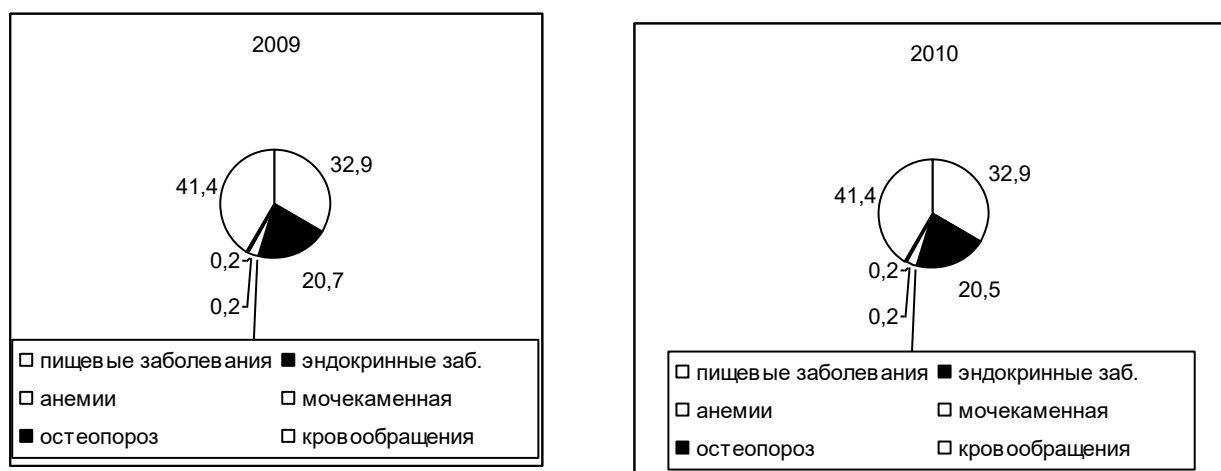 2009
32,9
41,4
0,2
20,7
0,2
пищевые заболевания эндокринные заб.
анемии мочекаменная
остеопороз кровообращения
2010
32,9
41,4
0,2
20,5
0,2
пищевые заболевания эндокринные заб.
анемии мочекаменная
остеопороз кровообращения